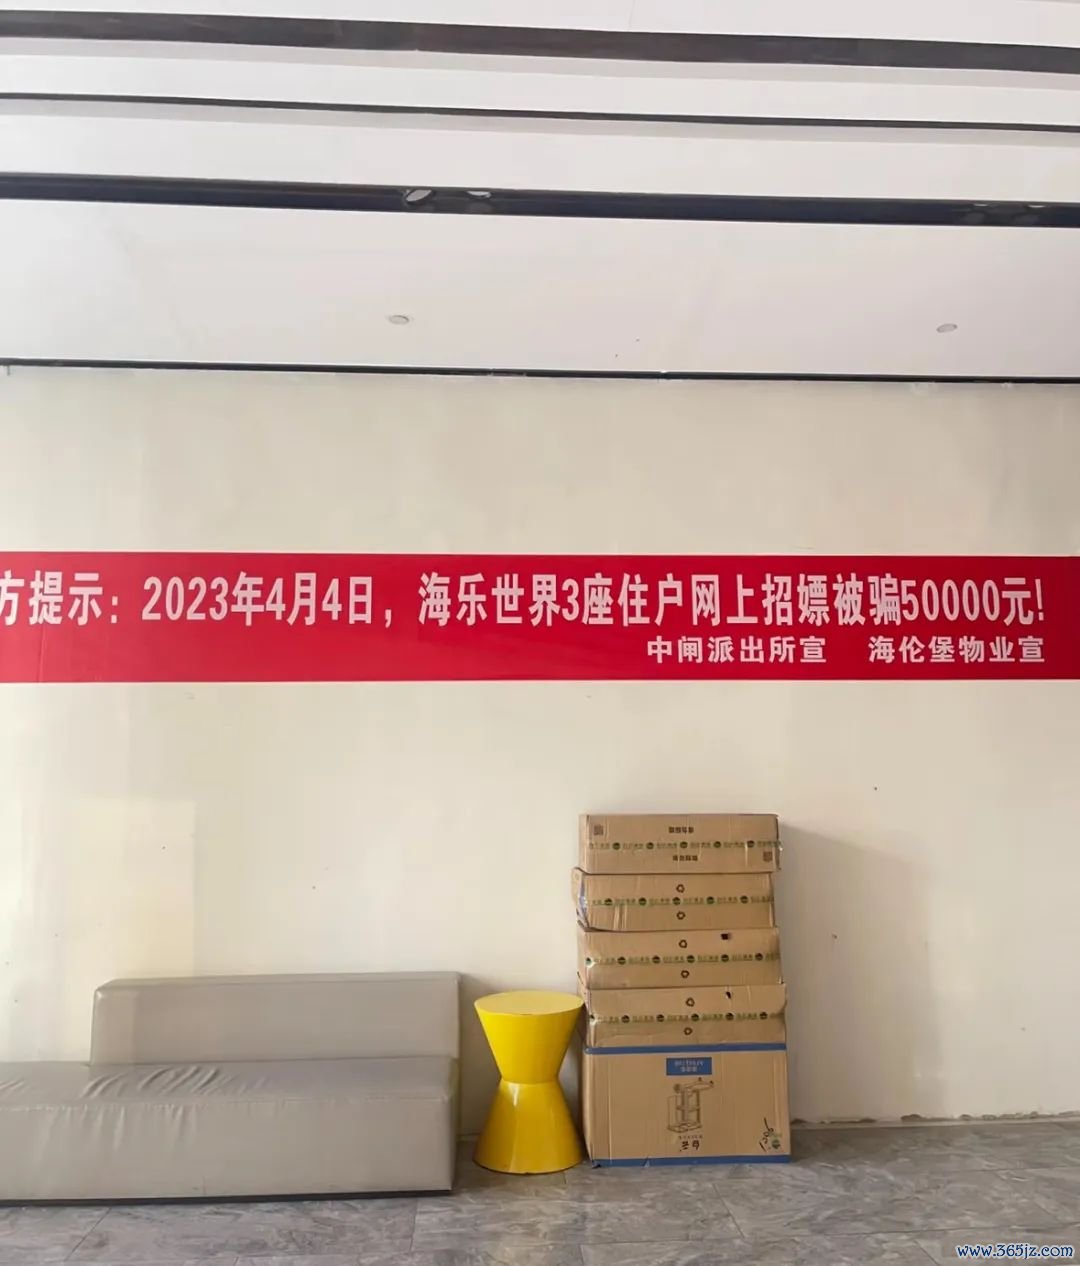 方提示：2023年4月4日，海乐世界3座住户网上招嫖被骗50000元!
中闸派出所宣 海伦堡物业宣
www.365jz.com